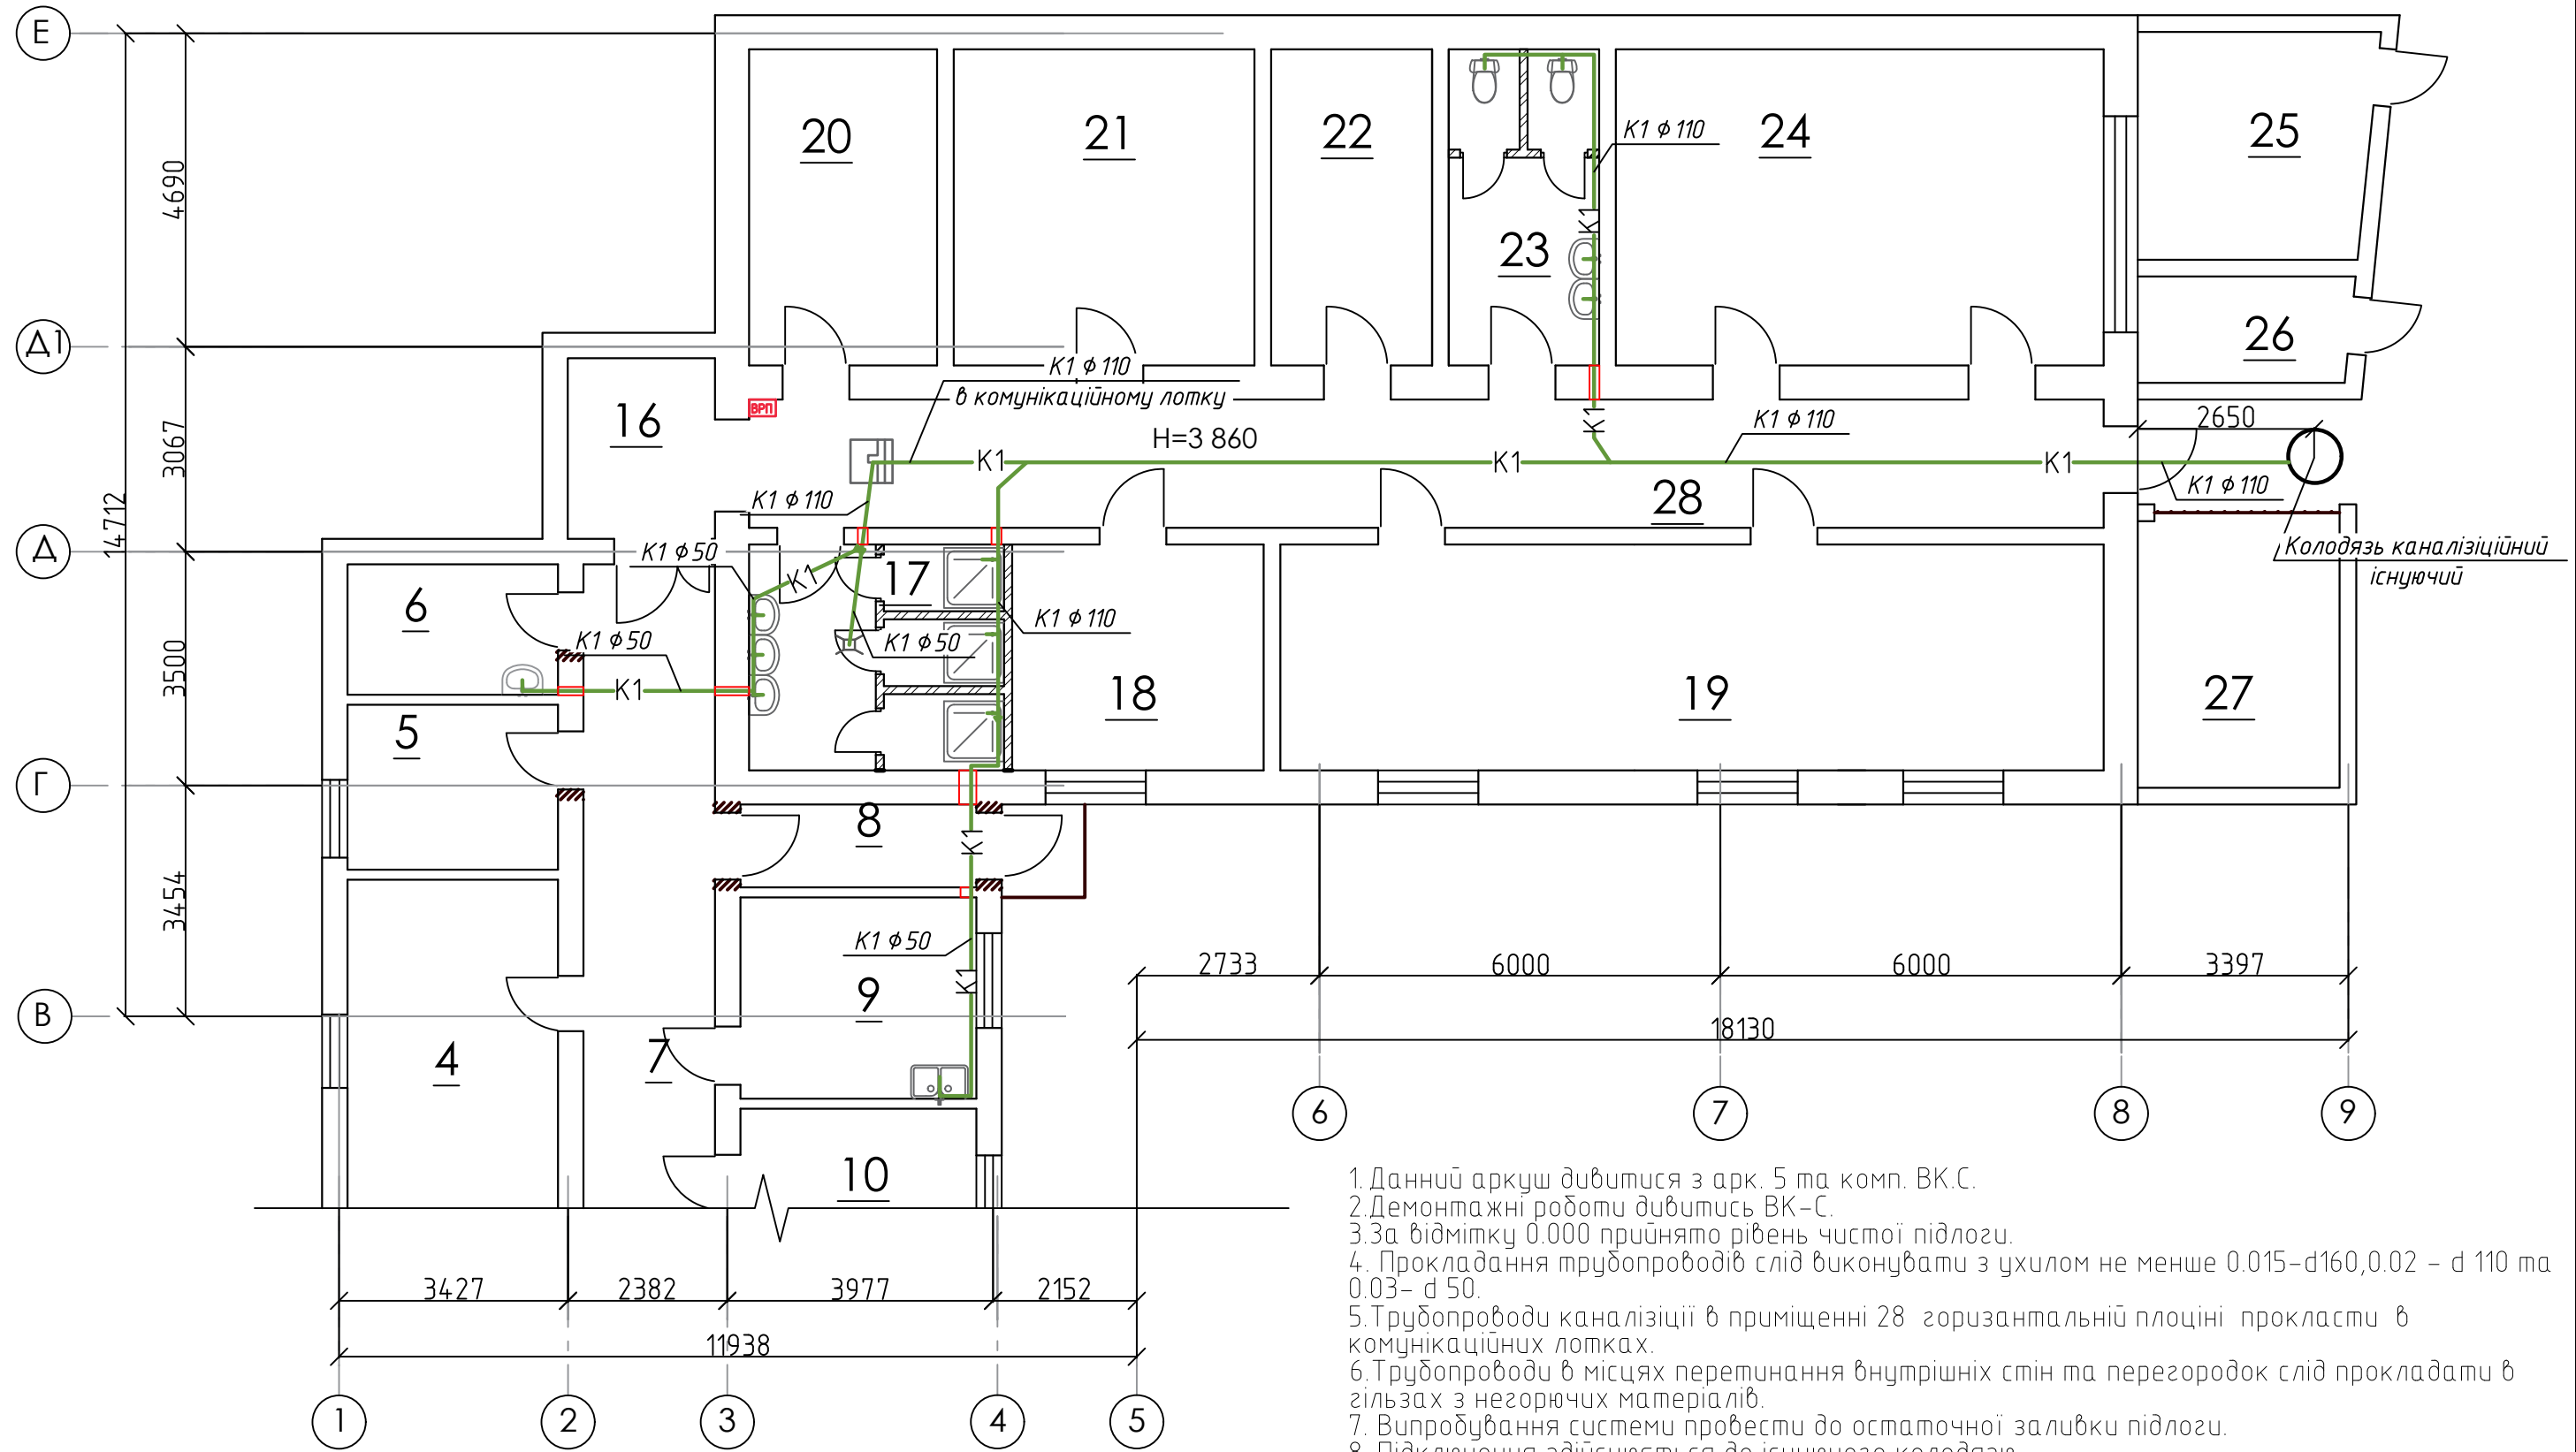 Е
20
21
22
К1 ф 110
24
25
4690
К1
23
26
Д1
К1 ф 110
в комунікаційному лотку
ВРП
16
3067
14712
Н=3 860
К1
К1 ф 110
2650
К1
К1
К1
К1 ф 110
28
К1 ф 110
Д
К1 ф 50
К1
17
Колодязь каналізіційний
існуючий
6
К1 ф 50
К1 ф 50
К1 ф 110
3500
К1
18
19
27
5
Г
8
К1
3454
К1 ф 50
К1
9
2733
6000
6000
3397
В
18130
4
7
6
7
8
9
10
1. Данний аркуш дивитися з арк. 5 та комп. ВК.С.
2.Демонтажні роботи дивитись ВК-С.
3.За відмітку 0.000 прийнято рівень чистої підлоги.
4. Прокладання трубопроводів слід виконувати з ухилом не менше 0.015-d160,0.02 - d 110 та
0.03- d 50.
5.Трубопроводи каналізіції в приміщенні 28 горизантальній плоціні прокласти в
комунікаційних лотках.
6.Трубопроводи в місцях перетинання внутрішніх стін та перегородок слід прокладати в
гільзах з негорючих матеріалів.
7. Випробування системи провести до остаточної заливки підлоги.
3427
2382
3977
2152
11938
1
2
3
4
5